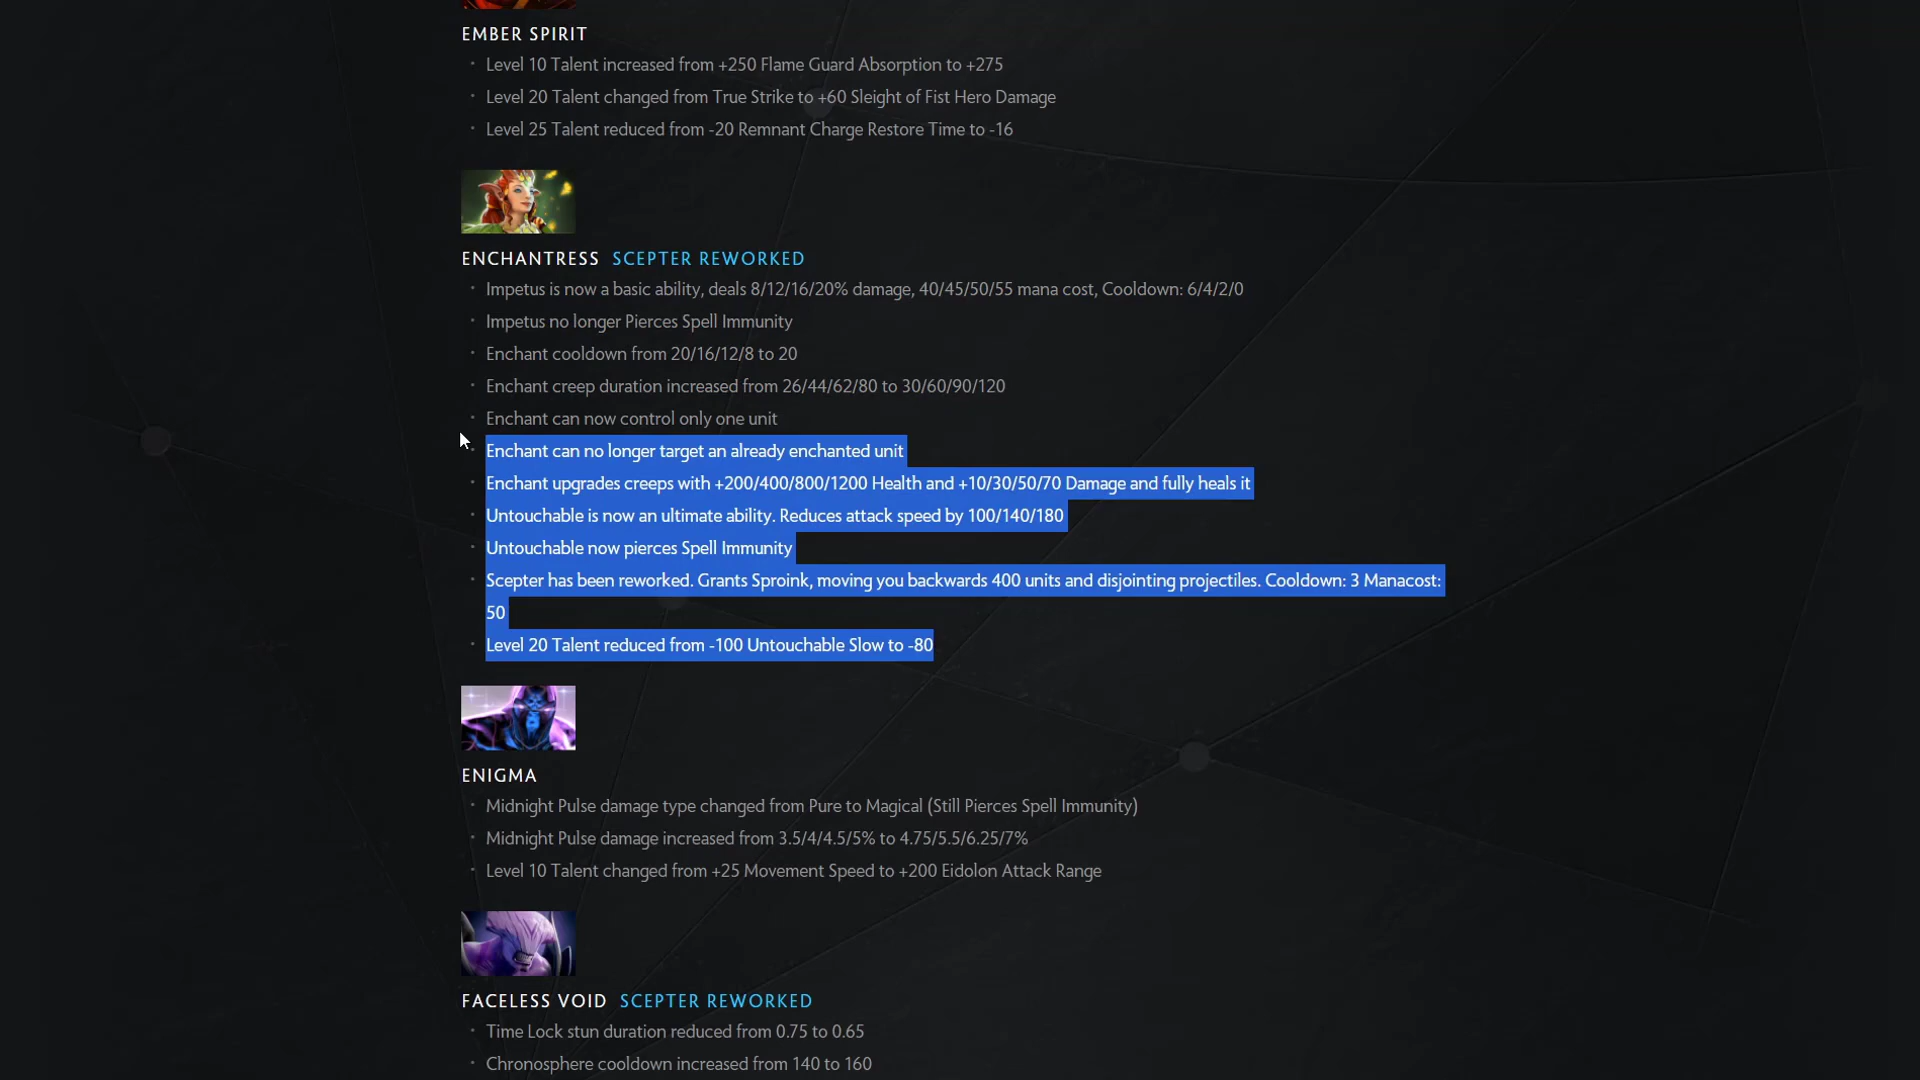 EMBER SPIRIT
Level 10 Talent increased from +250 Flame Guard Absorption to +275
Level 20 Talent changed from True Strike to +60 Sleight of Fist Hero Damage
Level 25 Talent reduced from -20 Remnant Charge Restore Time to -16
ENCHANTRESS SCEPTER REWORKED
Impetus is now a basic ability, deals 8/12/16/20% damage, 40/45/50/55 mana cost, Cooldown: 6/4/2/0
Impetus no longer Pierces Spell Immunity
Enchant cooldown from 20/16/12/8 to 20
Enchant creep duration increased from 26/44/62/80 to 30/60/90/120
Enchant can now control only one unit
Enchant can no longer target an already enchanted unit
Enchant upgrades creeps with +200/400/800/1200 Health and +10/30/50/70 Damage and fully heals it
Untouchable is now an ultimate ability. Reduces attack speed by 100/140/180
Untouchable now pierces Spell Immunity
Scepter has been reworked. Grants Sproink, moving you backwards 400 units and disjointing projectiles. Cooldown: 3 Manacost:
50
Level 20 Talent reduced from -100 Untouchable Slow to -80
ENIGMA
Midnight Pulse damage type changed from Pure to Magical (Still Pierces Spell Immunity)
Midnight Pulse damage increased from 3.5/4/4.5/5% to 4.75/5.5/6.25/7%
Level 10 Talent changed from +25 Movement Speed to +200 Eidolon Attack Range
FACELESS VOID SCEPTER REWORKED
Time Lock stun duration reduced from 0.75 to 0.65
Chronosphere cooldown increased from 140 to 160